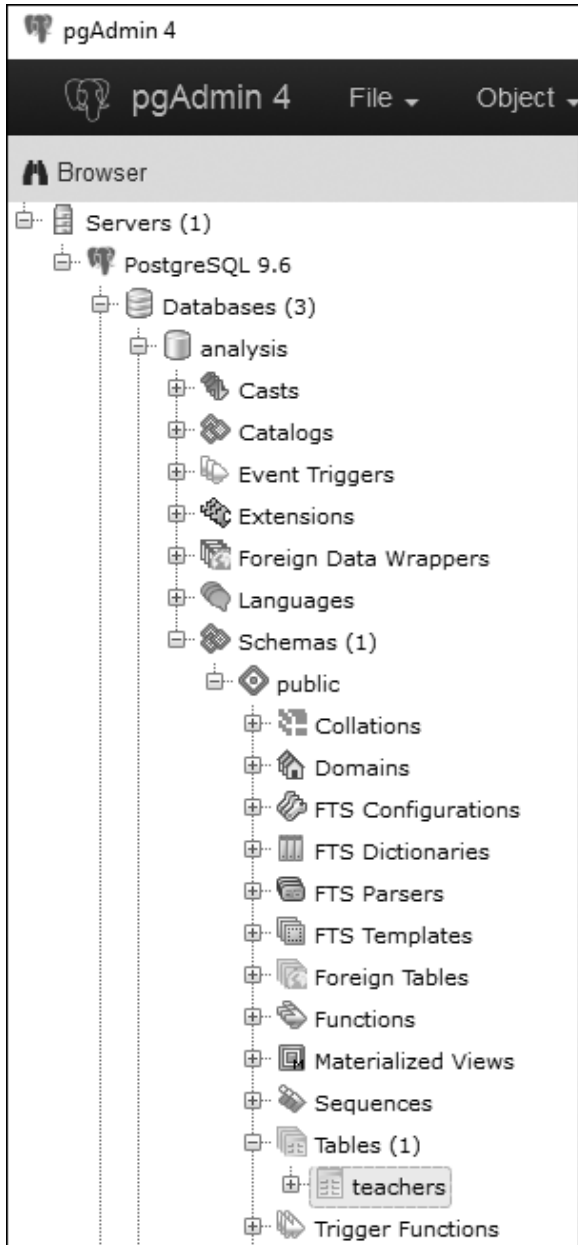 pgAdmin 4
pgAdmin 4 File Object
Browser
Servers (1)
PostgreSQL 9.6
Databases (3)
analysis
Casts
Catalogs
Event Triggers
Extensions
Foreign Data Wrappers
Languages
Schemas (1)
public
Collations
Domains
FTS Configurations
FTS Dictionaries
FTS Parsers
FTS Templates
Foreign Tables
Functions
Materialized Views
Sequences
Tables (1)
teachers
Trigger Functions